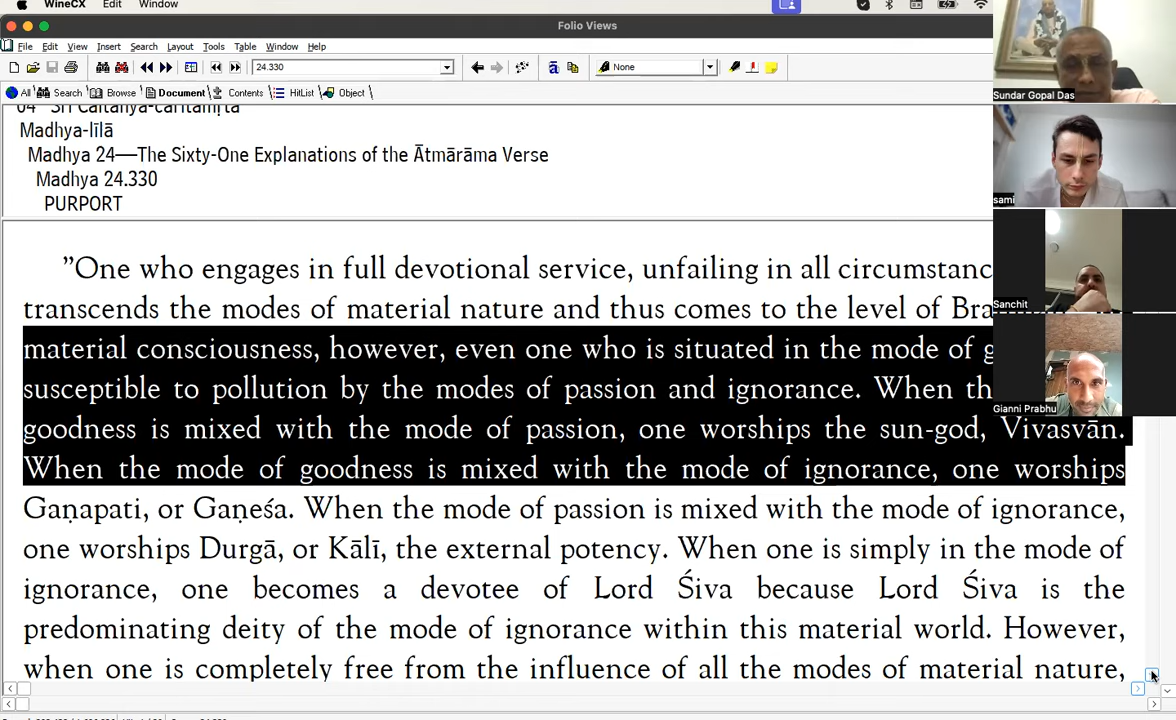 WineCX Edit Window
Folio Views
File Edit View Insert Search Layout Tools Table Window Help
24.330 None
All Search Browse Document Contents HitList Object
04 Śrī Caitanya-caritāmṛta
Madhya-līlā
Madhya 24—The Sixty-One Explanations of the Ātmārāma Verse
Madhya 24.330
PURPORT
"One who engages in full devotional service, unfailing in all circumstanc
transcends the modes of material nature and thus comes to the level of Bra
material consciousness, however, even one who is situated in the mode of g
susceptible to pollution by the modes of passion and ignorance. When th
goodness is mixed with the mode of passion, one worships the sun-god, Vivasvān.
When the mode of goodness is mixed with the mode of ignorance, one worships
Gaṇapati, or Gaṇeśa. When the mode of passion is mixed with the mode of ignorance,
one worships Durgā, or Kālī, the external potency. When one is simply in the mode of
ignorance, one becomes a devotee of Lord Śiva because Lord Śiva is the
predominating deity of the mode of ignorance within this material world. However,
when one is completely free from the influence of all the modes of material nature,
Sundar Gopal Das
sami
Sanchit
Gianni Prabhu